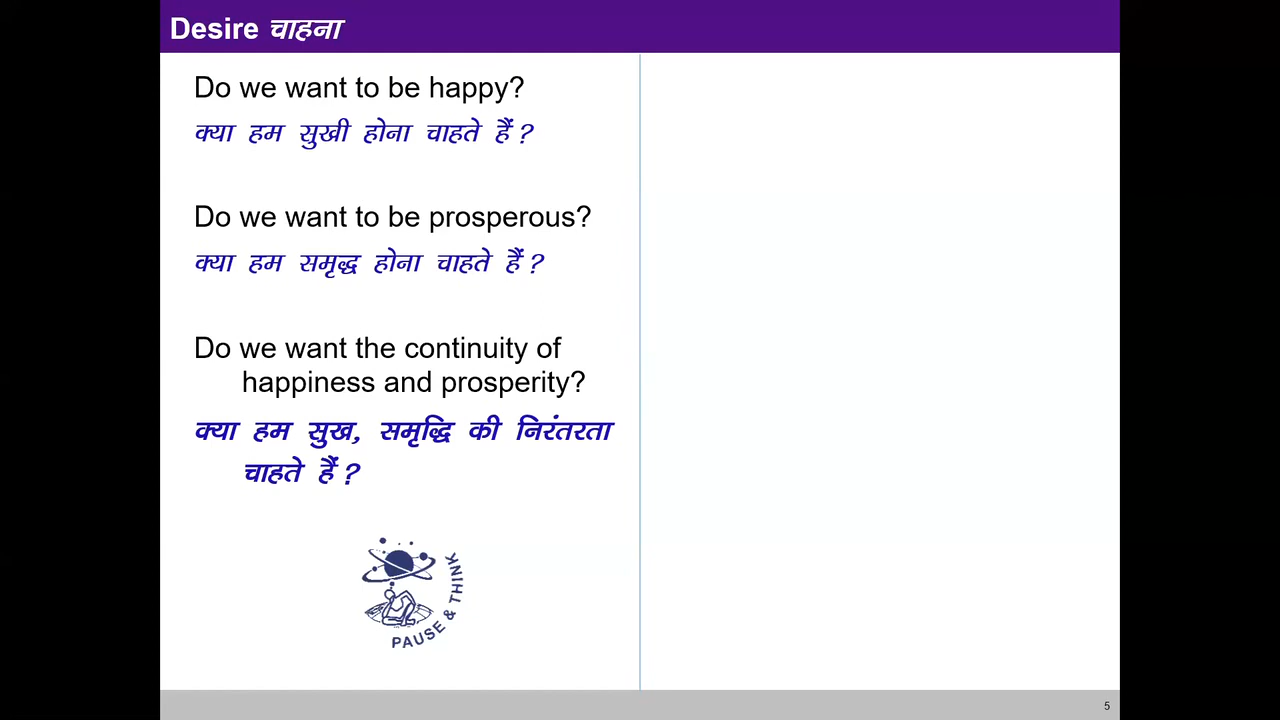 Desire चाहना
Do we want to be happy?
क्या हम सुखी होना चाहते हैं ?
Do we want to be prosperous?
क्या हम समृद्ध होना चाहते हैं ?
Do we want the continuity of
happiness and prosperity?
क्या हम सुख, समृद्धि की निरंतरता
चाहते हैं ?
PAUSE & THINK
5